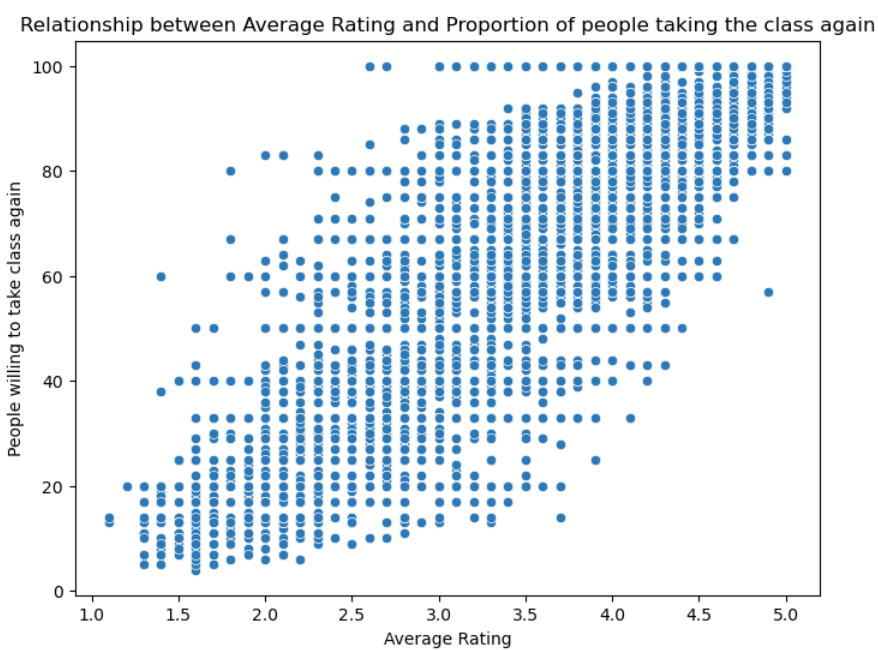 Relationship between Average Rating and Proportion of people taking the class again
100
80
60
40
20
0
People willing to take class again
1.0 1.5 2.0 2.5 3.0 3.5 4.0 4.5 5.0
Average Rating